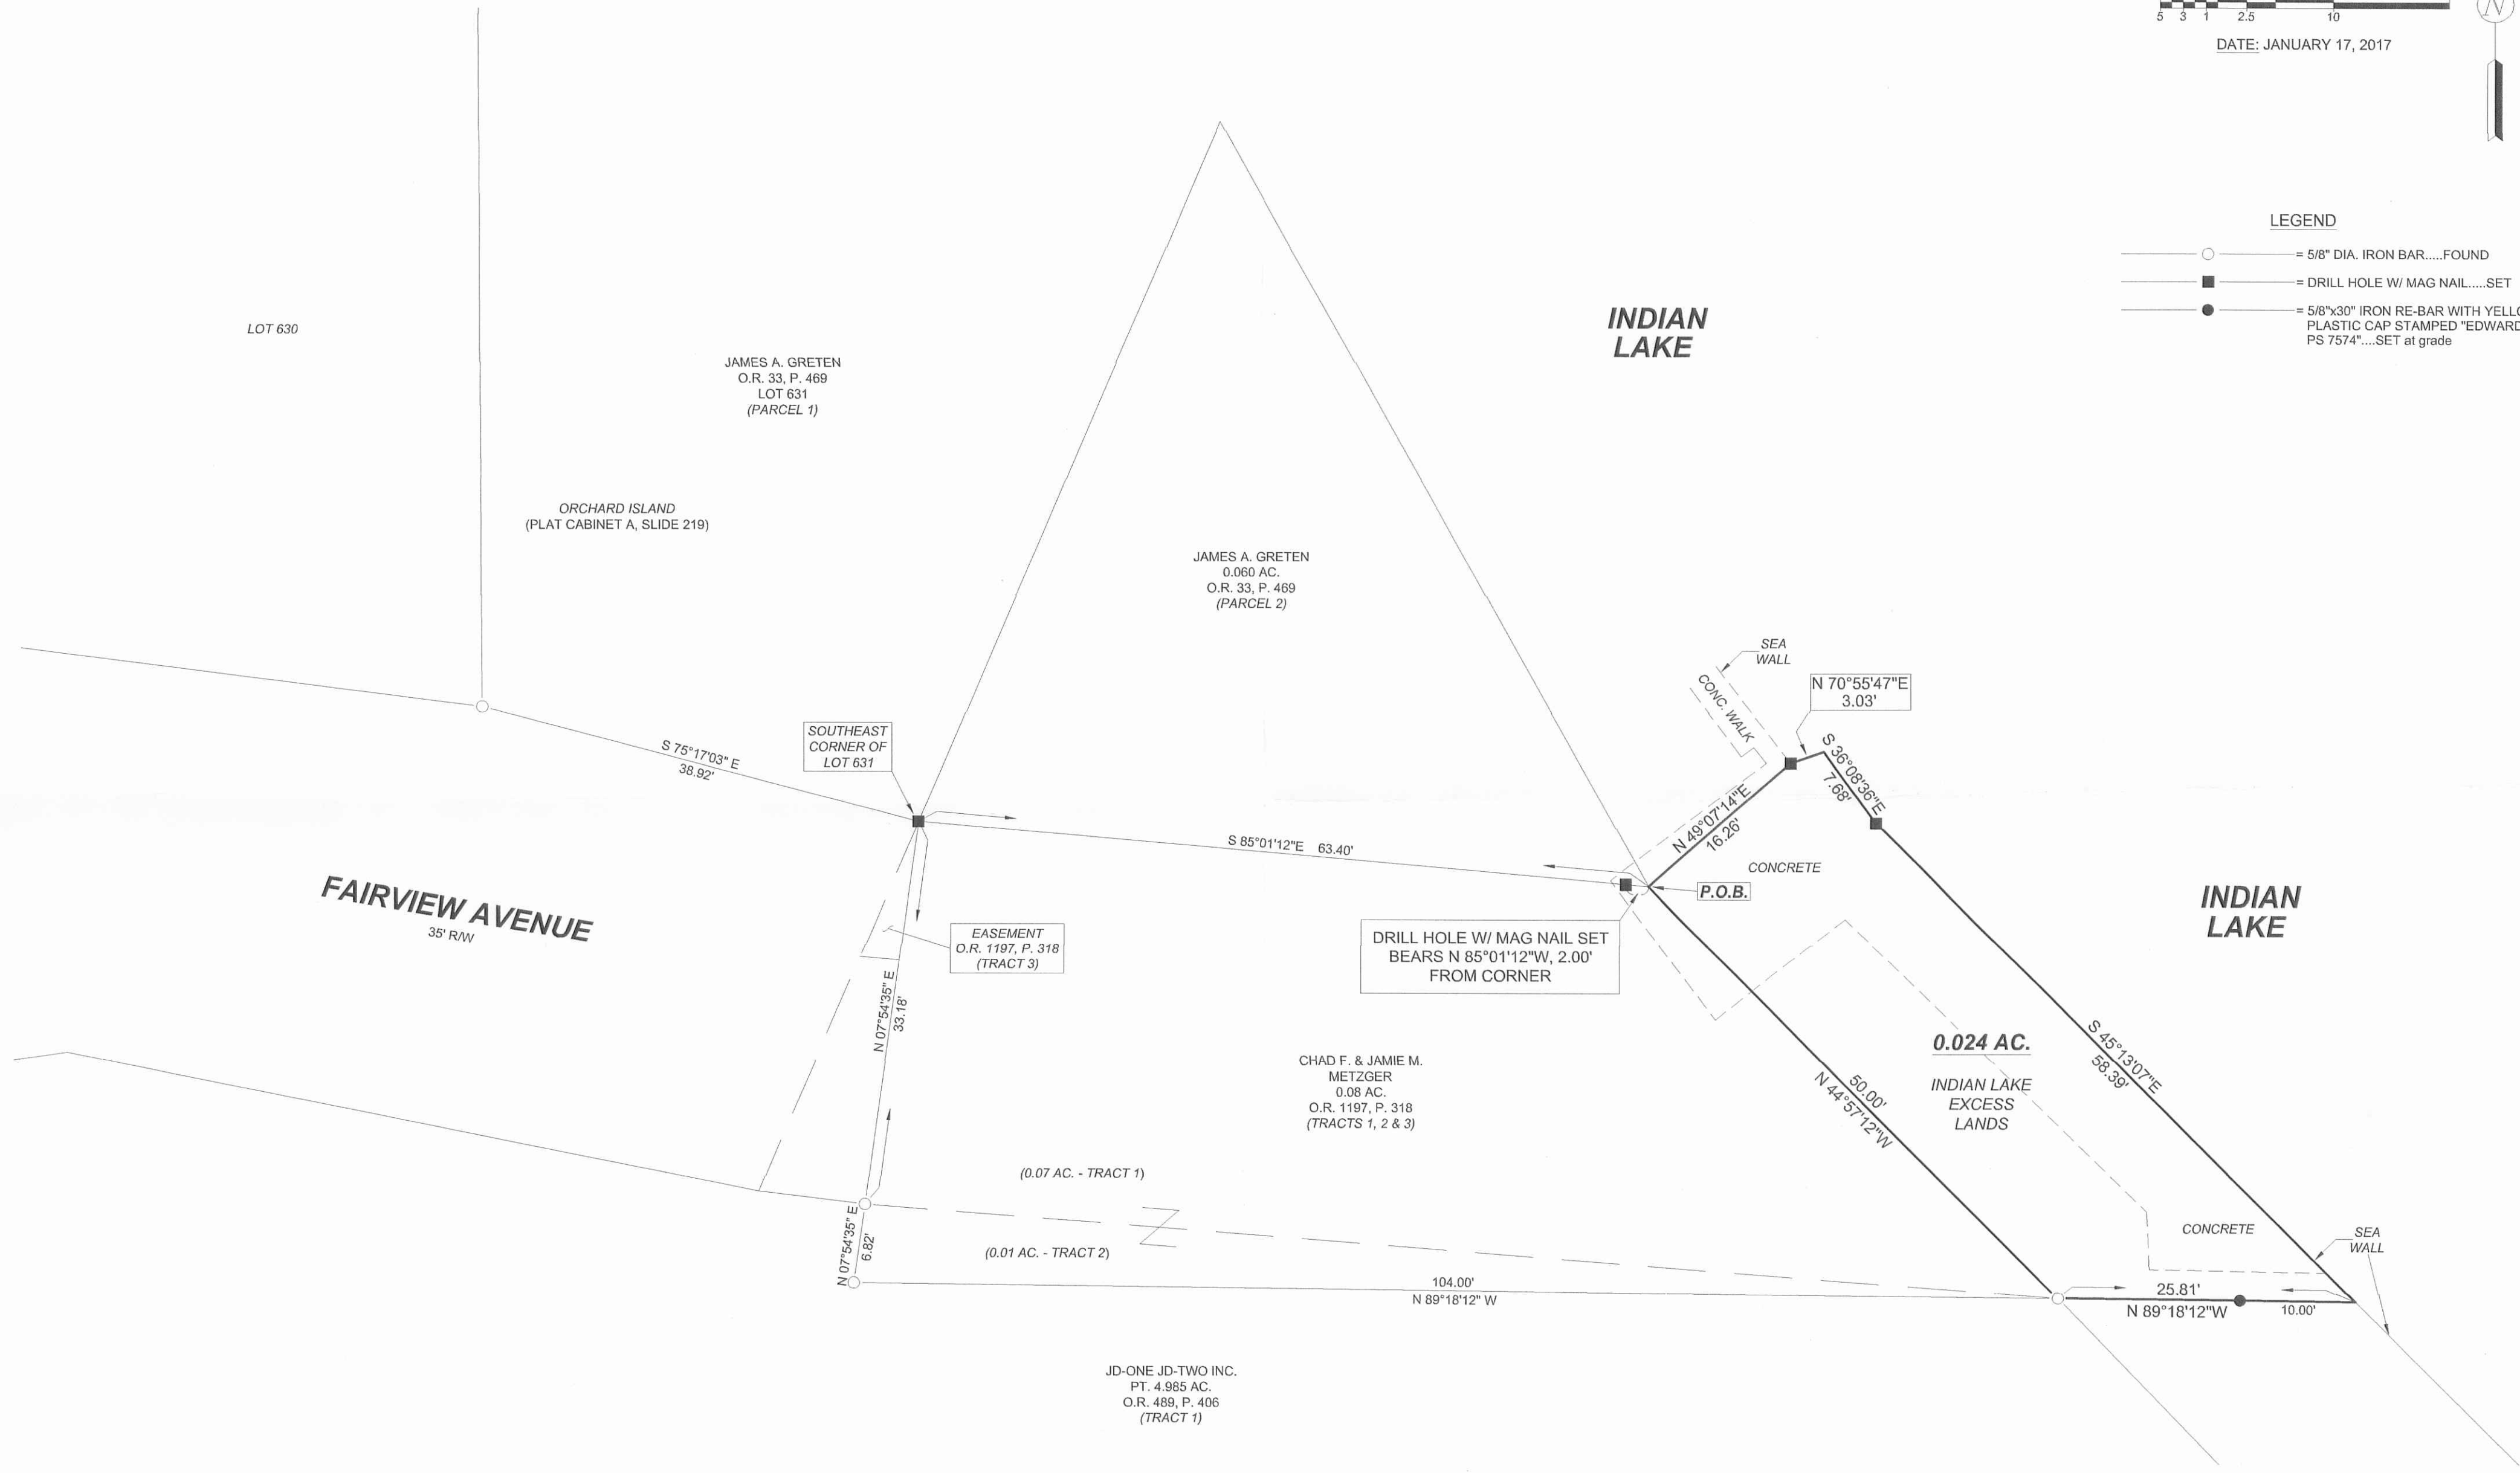 5 3 1 2.5 10
N
DATE: JANUARY 17, 2017
LEGEND
= 5/8" DIA. IRON BAR.....FOUND
= DRILL HOLE W/ MAG NAIL.....SET
= 5/8"x30" IRON RE-BAR WITH
PLASTIC CAP STAMPED
PS 7574"....SET at grade
LOT 630
JAMES A. GRETEN
O.R. 33, P. 469
LOT 631
(PARCEL 1)
INDIAN
LAKE
ORCHARD ISLAND
(PLAT CABINET A, SLIDE 219)
JAMES A. GRETEN
0.060 AC.
O.R. 33, P. 469
(PARCEL 2)
SEA
WALL
CONC. WALK
N 70°55'47"E
3.03'
S 36°08'36"E
7.68'
N 49°07'14"E
16.26'
CONCRETE
S 75°17'03" E
38.92'
SOUTHEAST
CORNER OF
LOT 631
S 85°01'12"E 63.40'
P.O.B.
DRILL HOLE W/ MAG NAIL SET
BEARS N 85°01'12"W, 2.00'
FROM CORNER
FAIRVIEW AVENUE
35' R/W
EASEMENT
O.R. 1197, P. 318
(TRACT 3)
INDIAN
LAKE
N 07°54'35" E
33.18'
CHAD F. & JAMIE M.
METZGER
0.08 AC.
O.R. 1197, P. 318
(TRACTS 1, 2 & 3)
0.024 AC.
INDIAN LAKE
EXCESS
LANDS
50.00'
N 44°57'12"W
S 45°13'07"E
58.39'
(0.07 AC. - TRACT 1)
(0.01 AC. - TRACT 2)
N 07°54'35" E
6.82'
CONCRETE
SEA
WALL
104.00'
N 89°18'12" W
25.81'
N 89°18'12"W
10.00'
JD-ONE JD-TWO INC.
PT. 4.985 AC.
O.R. 489, P. 406
(TRACT 1)